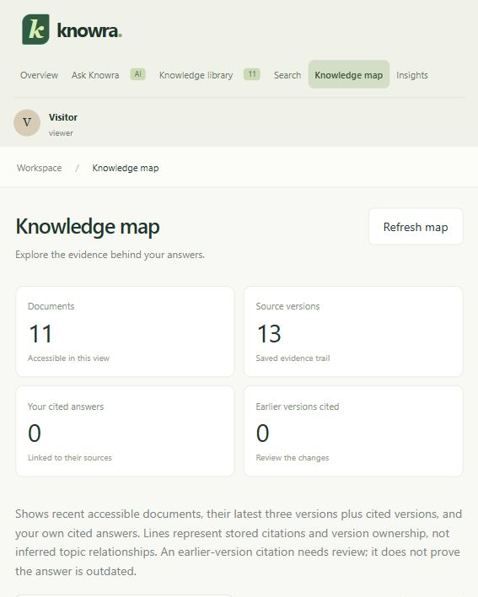 k knowra.
Overview Ask Knowra AI Knowledge library 11 Search Knowledge map Insights
V Visitor
viewer
Workspace / Knowledge map
Knowledge map
Refresh map
Explore the evidence behind your answers.
Documents
11
Accessible in this view
Source versions
13
Saved evidence trail
Your cited answers
0
Linked to their sources
Earlier versions cited
0
Review the changes
Shows recent accessible documents, their latest three versions plus cited versions, and
your own cited answers. Lines represent stored citations and version ownership, not
inferred topic relationships. An earlier-version citation needs review; it does not prove
the answer is outdated.